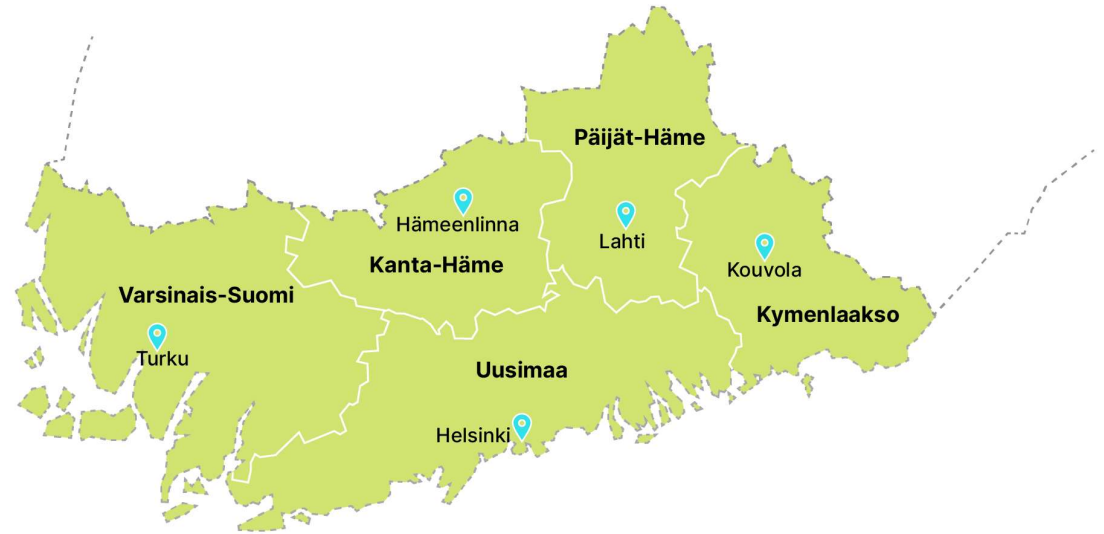 Päijät-Häme
Hämeenlinna
Lahti
Kanta-Häme
Kouvola
Varsinais-Suomi
Kymenlaakso
Turku
Uusimaa
Helsinki